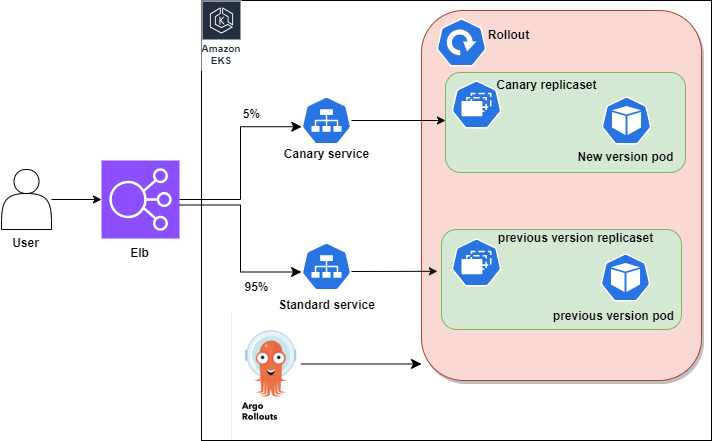 Amazon
EKS
Rollout
Canary replicaset
5%
Canary service
New version pod
User
Elb
previous version replicaset
95%
Standard service
previous version pod
Argo
Rollouts